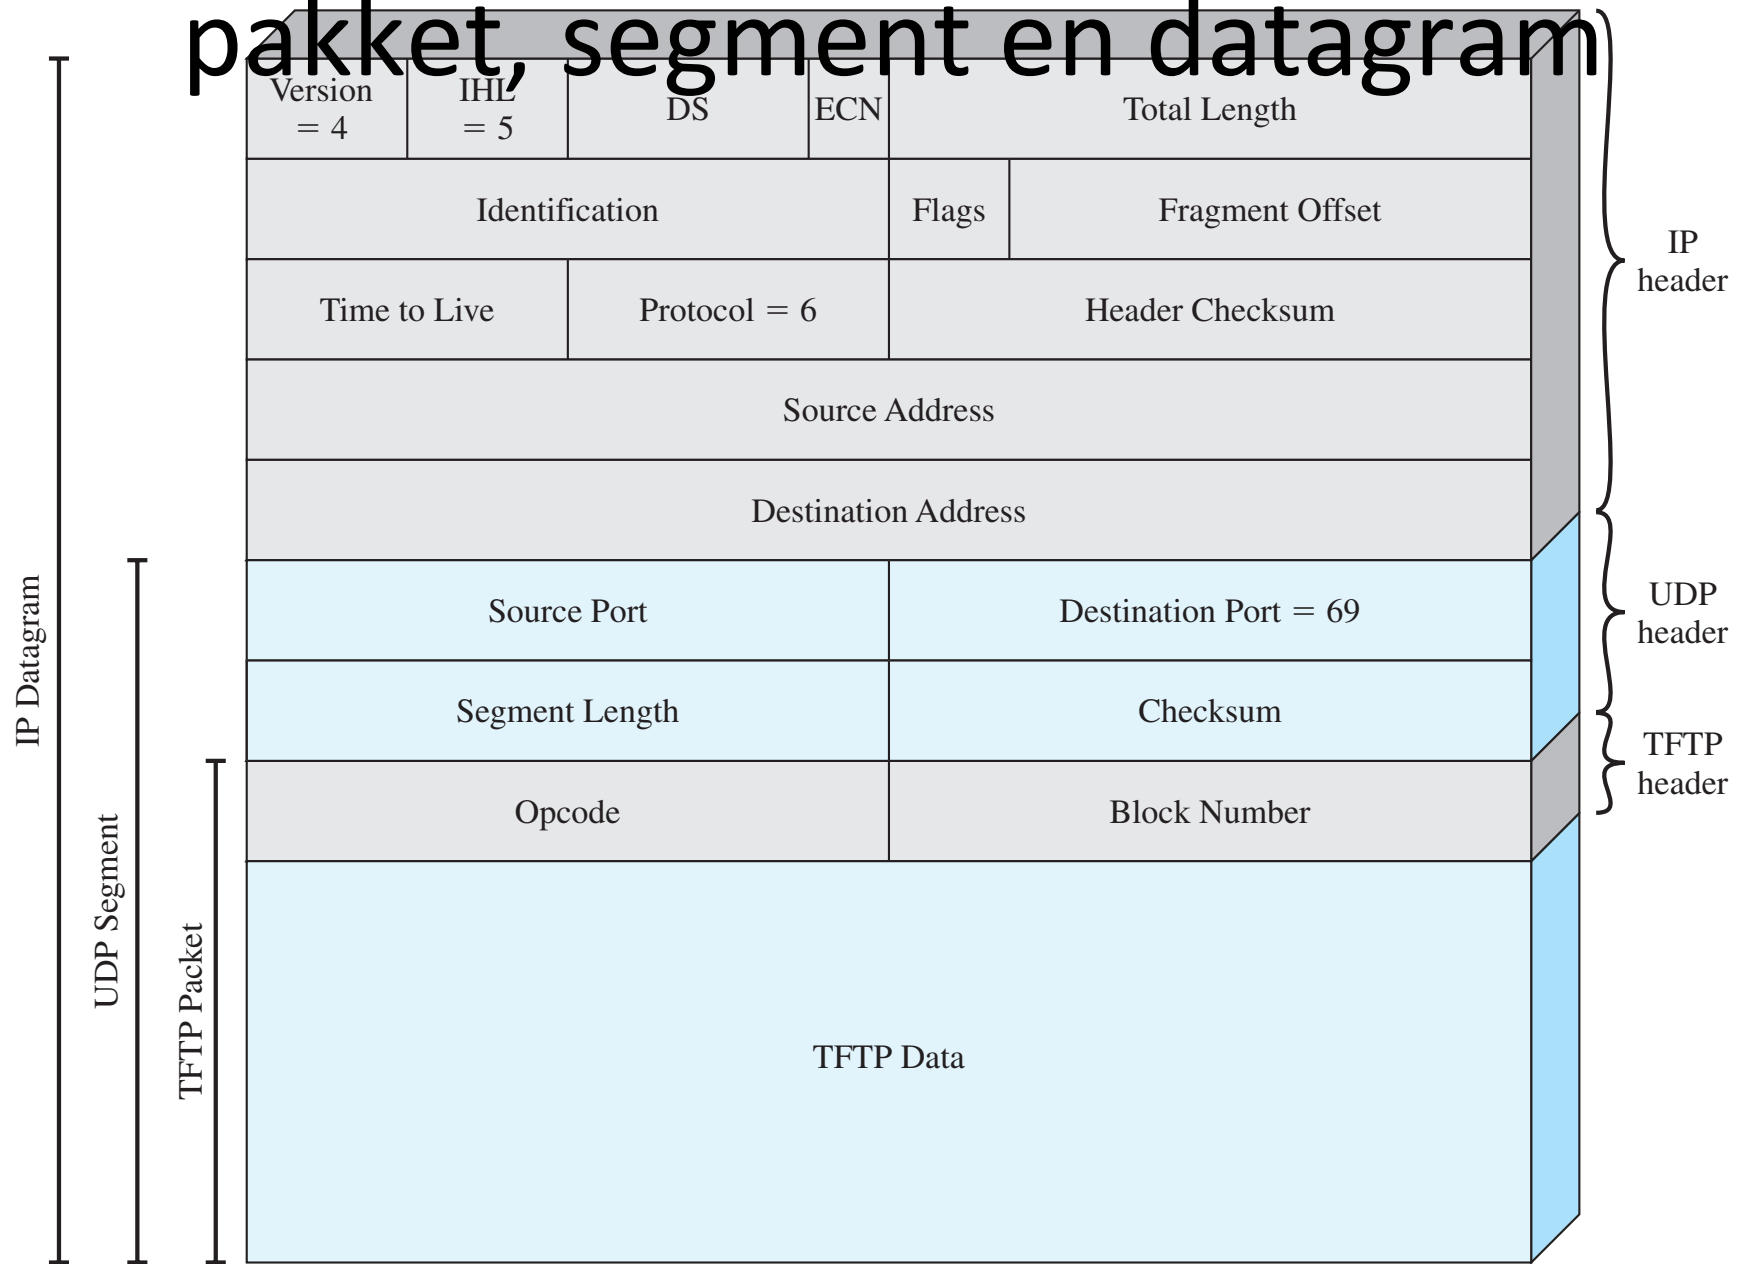 pakket, segment en datagram
Version
= 4
IHL
= 5
DS
ECN
Total Length
Identification
Flags
Fragment Offset
IP
header
Time to Live
Protocol = 6
Header Checksum
Source Address
Destination Address
Source Port
Destination Port = 69
UDP
header
Segment Length
Checksum
TFTP
header
Opcode
Block Number
TFTP Data
IP Datagram
UDP Segment
TFTP Packet